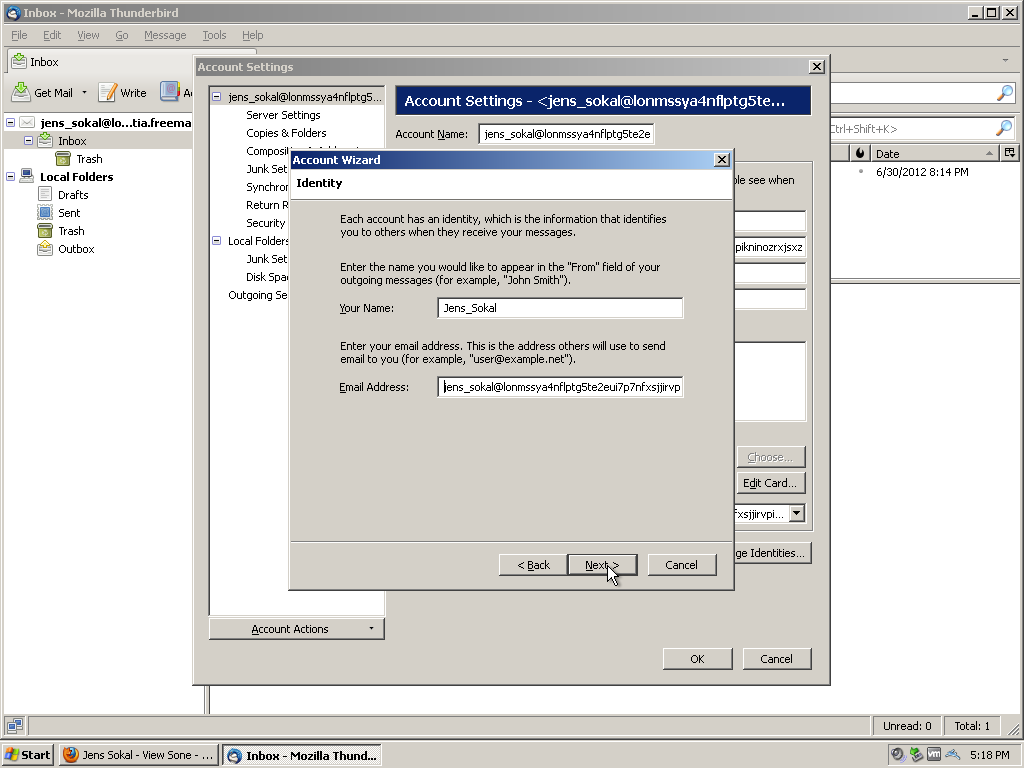 Inbox - Mozilla Thunderbird
File Edit View Go Message Tools Help
Inbox
Get Mail Write
Account Settings
jens_sokal@lo...tia.freema
Inbox
Trash
Local Folders
Drafts
Sent
Trash
Outbox
jens_sokal@lonmssya4nflptg5...
Server Settings
Copies & Folders
Junk Set
Return R
Security
Local Folders
Junk Set
Outgoing Se
Account Actions
Account Settings - <jens_sokal@lonmssya4nflptg5te...
Account Name: jens_sokal@lonmssya4nflptg5te2e
ple see when
pikninozrxjsxz
Choose...
Edit Card...
fxsjjirvpi...
ge Identities...
OK Cancel
Account Wizard
Identity
Each account has an identity, which is the information that identifies
you to others when they receive your messages.
Enter the name you would like to appear in the "From" field of your
outgoing messages (for example, "John Smith").
Your Name: Jens_Sokal
Enter your email address. This is the address others will use to send
email to you (for example, "user@example.net").
Email Address: jens_sokal@lonmssya4nflptg5te2eui7p7nfxsjjirvp
< Back Next > Cancel
Ctrl+Shift+K>
Date
6/30/2012 8:14 PM
Unread: 0 Total: 1
Start Jens Sokal - View Sone - ... Inbox - Mozilla Thund... 5:18 PM